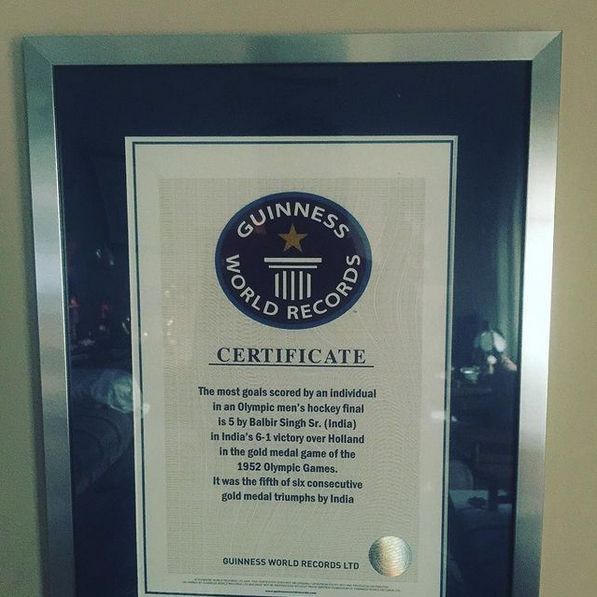 GUINNESS
WORLD RECORDS
CERTIFICATE
The most goals scored by an individual
in an Olympic men's hockey final
is 5 by Balbir Singh Sr. (India)
in India's 6-1 victory over Holland
in the gold medal game of the
1952 Olympic Games.
It was the fifth of six consecutive
gold medal triumphs by India
GUINNESS WORLD RECORDS LTD